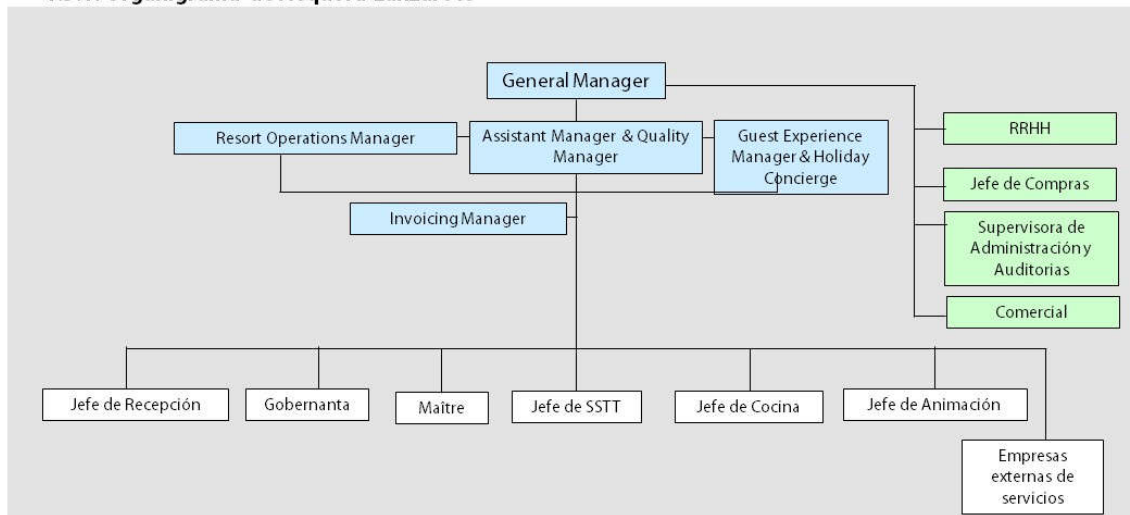 General Manager
Resort Operations Manager
Assistant Manager & Quality
Manager
Guest Experience
Manager & Holiday
Concierge
Invoicing Manager
RRHH
Jefe de Compras
Supervisora de
Administración y
Auditorias
Comercial
Jefe de Recepción
Gobernanta
Maître
Jefe de SSTT
Jefe de Cocina
Jefe de Animación
Empresas
externas de
servicios